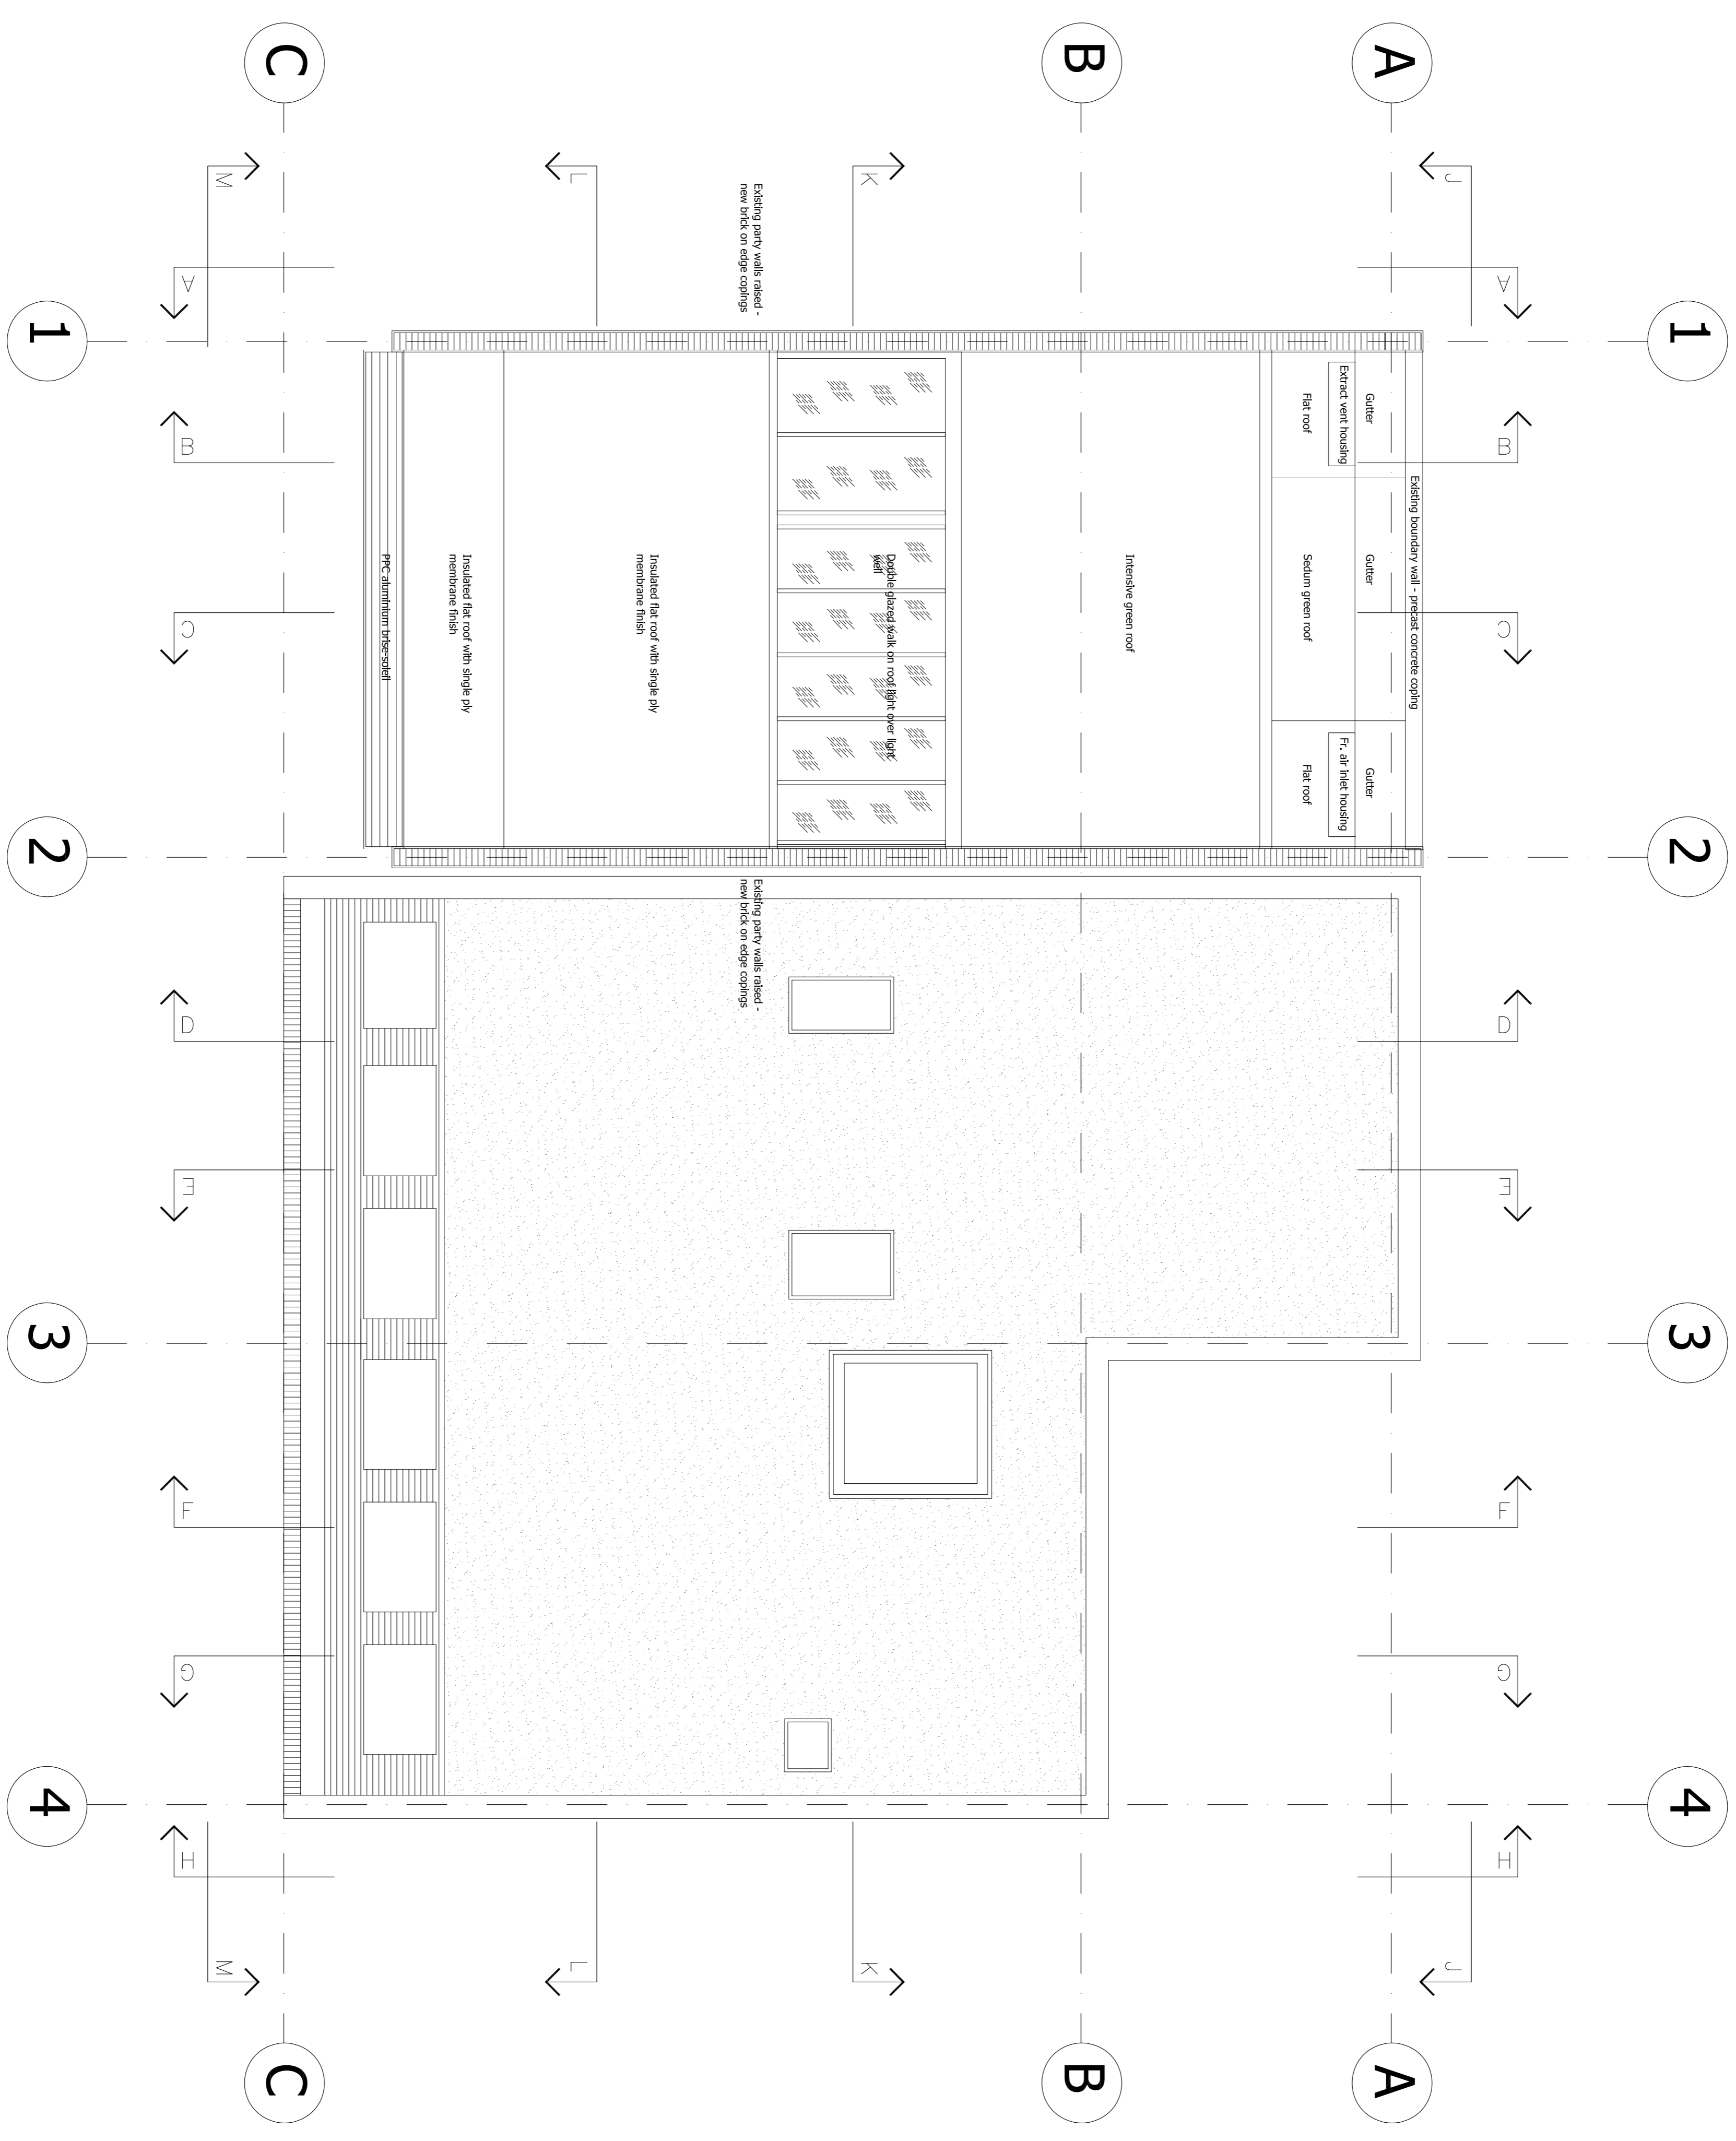 1
2
3
4
A
B
C
D
E
F
G
H
J
J
Existing boundary wall - precast concrete coping
A
A
Gutter
Gutter
Gutter
Extract vent housing
Fr. air inlet housing
Flat roof
Sedum green roof
Flat roof
Intensive green roof
B
B
Double glazed walk on roof light over light
well
K
K
Existing party walls raised -
new brick on edge copings
Existing party walls raised -
new brick on edge copings
Insulated flat roof with single ply
membrane finish
L
L
Insulated flat roof with single ply
membrane finish
PPC aluminium brise-soleil
C
C
M
M
A
B
C
D
E
F
G
H
1
2
3
4